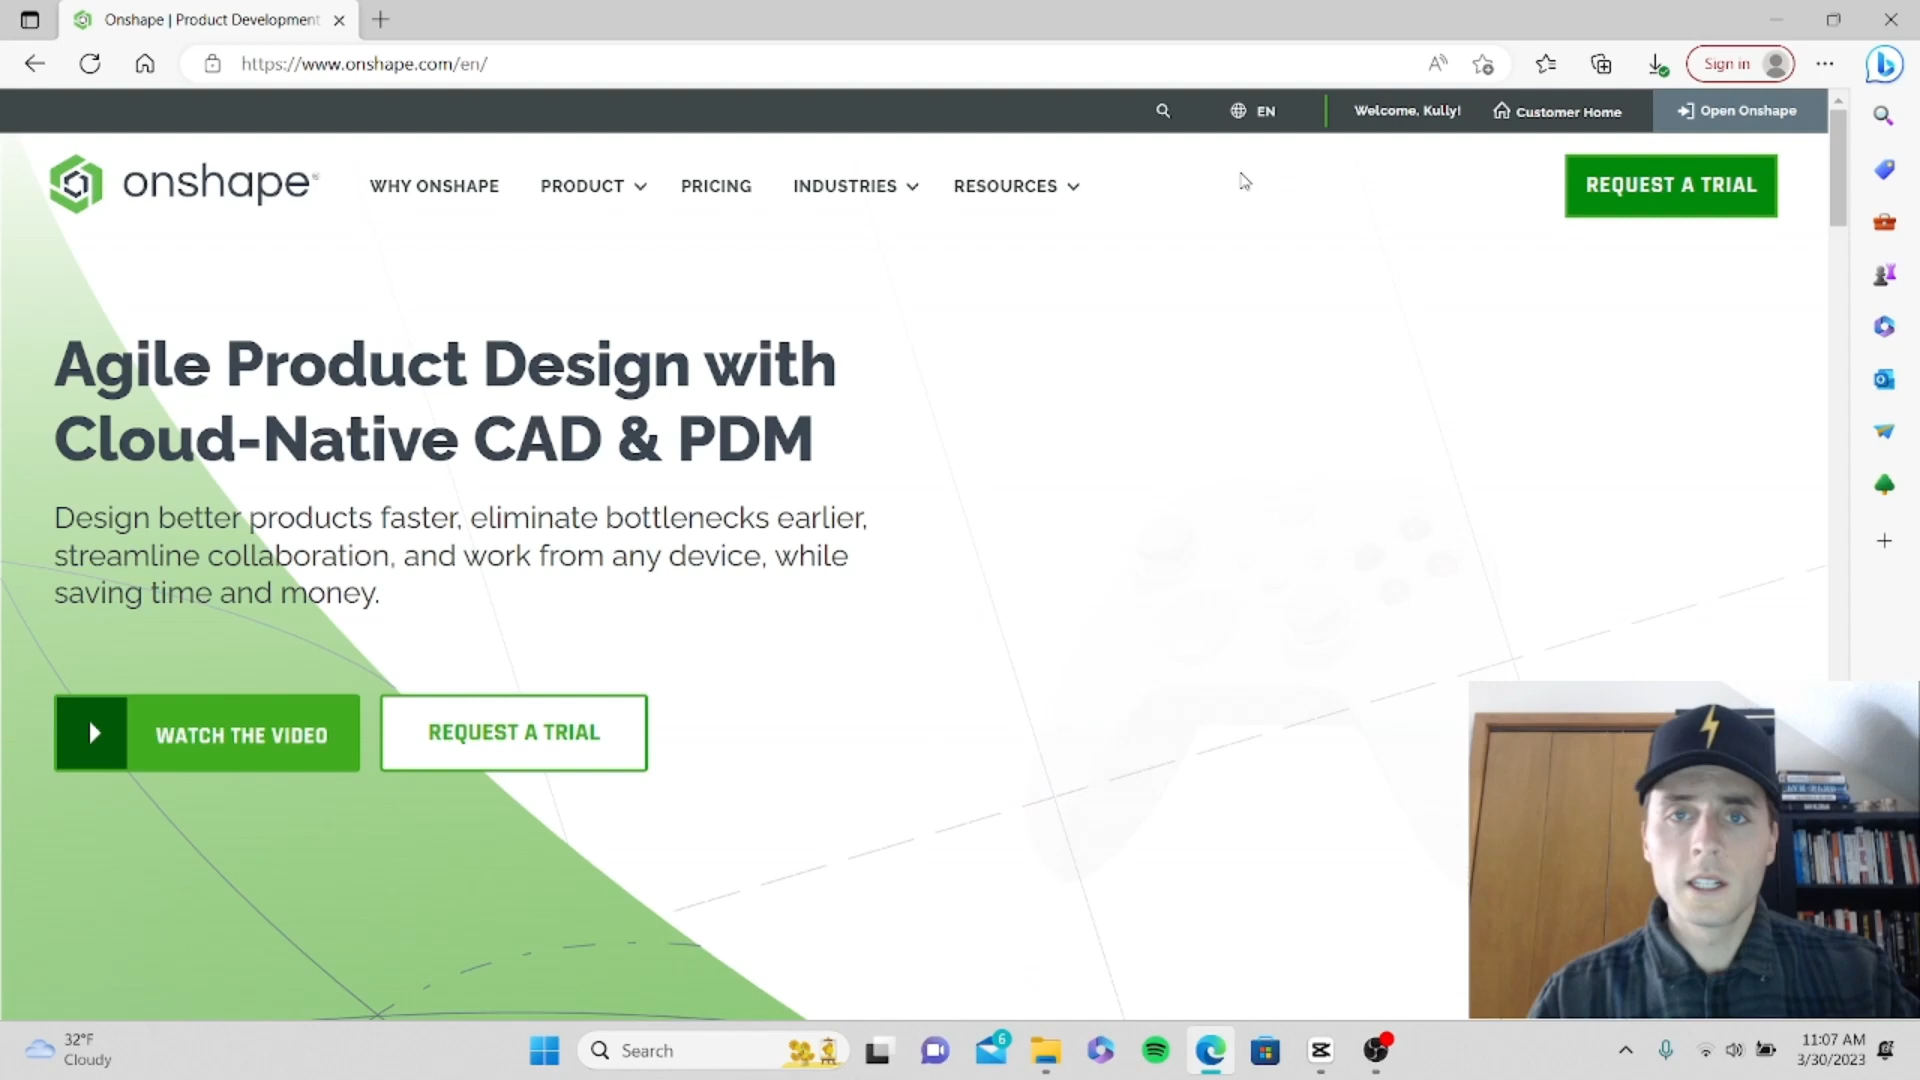 Onshape | Product Development
https://www.onshape.com/en/
Sign in
EN
Welcome, Kully!
Customer Home
Open Onshape
onshape
WHY ONSHAPE
PRODUCT
PRICING
INDUSTRIES
RESOURCES
REQUEST A TRIAL
Agile Product Design with
Cloud-Native CAD & PDM
Design better products faster, eliminate bottlenecks earlier,
streamline collaboration, and work from any device, while
saving time and money.
WATCH THE VIDEO
REQUEST A TRIAL
32°F
Cloudy
Search
6
11:07 AM
3/30/2023